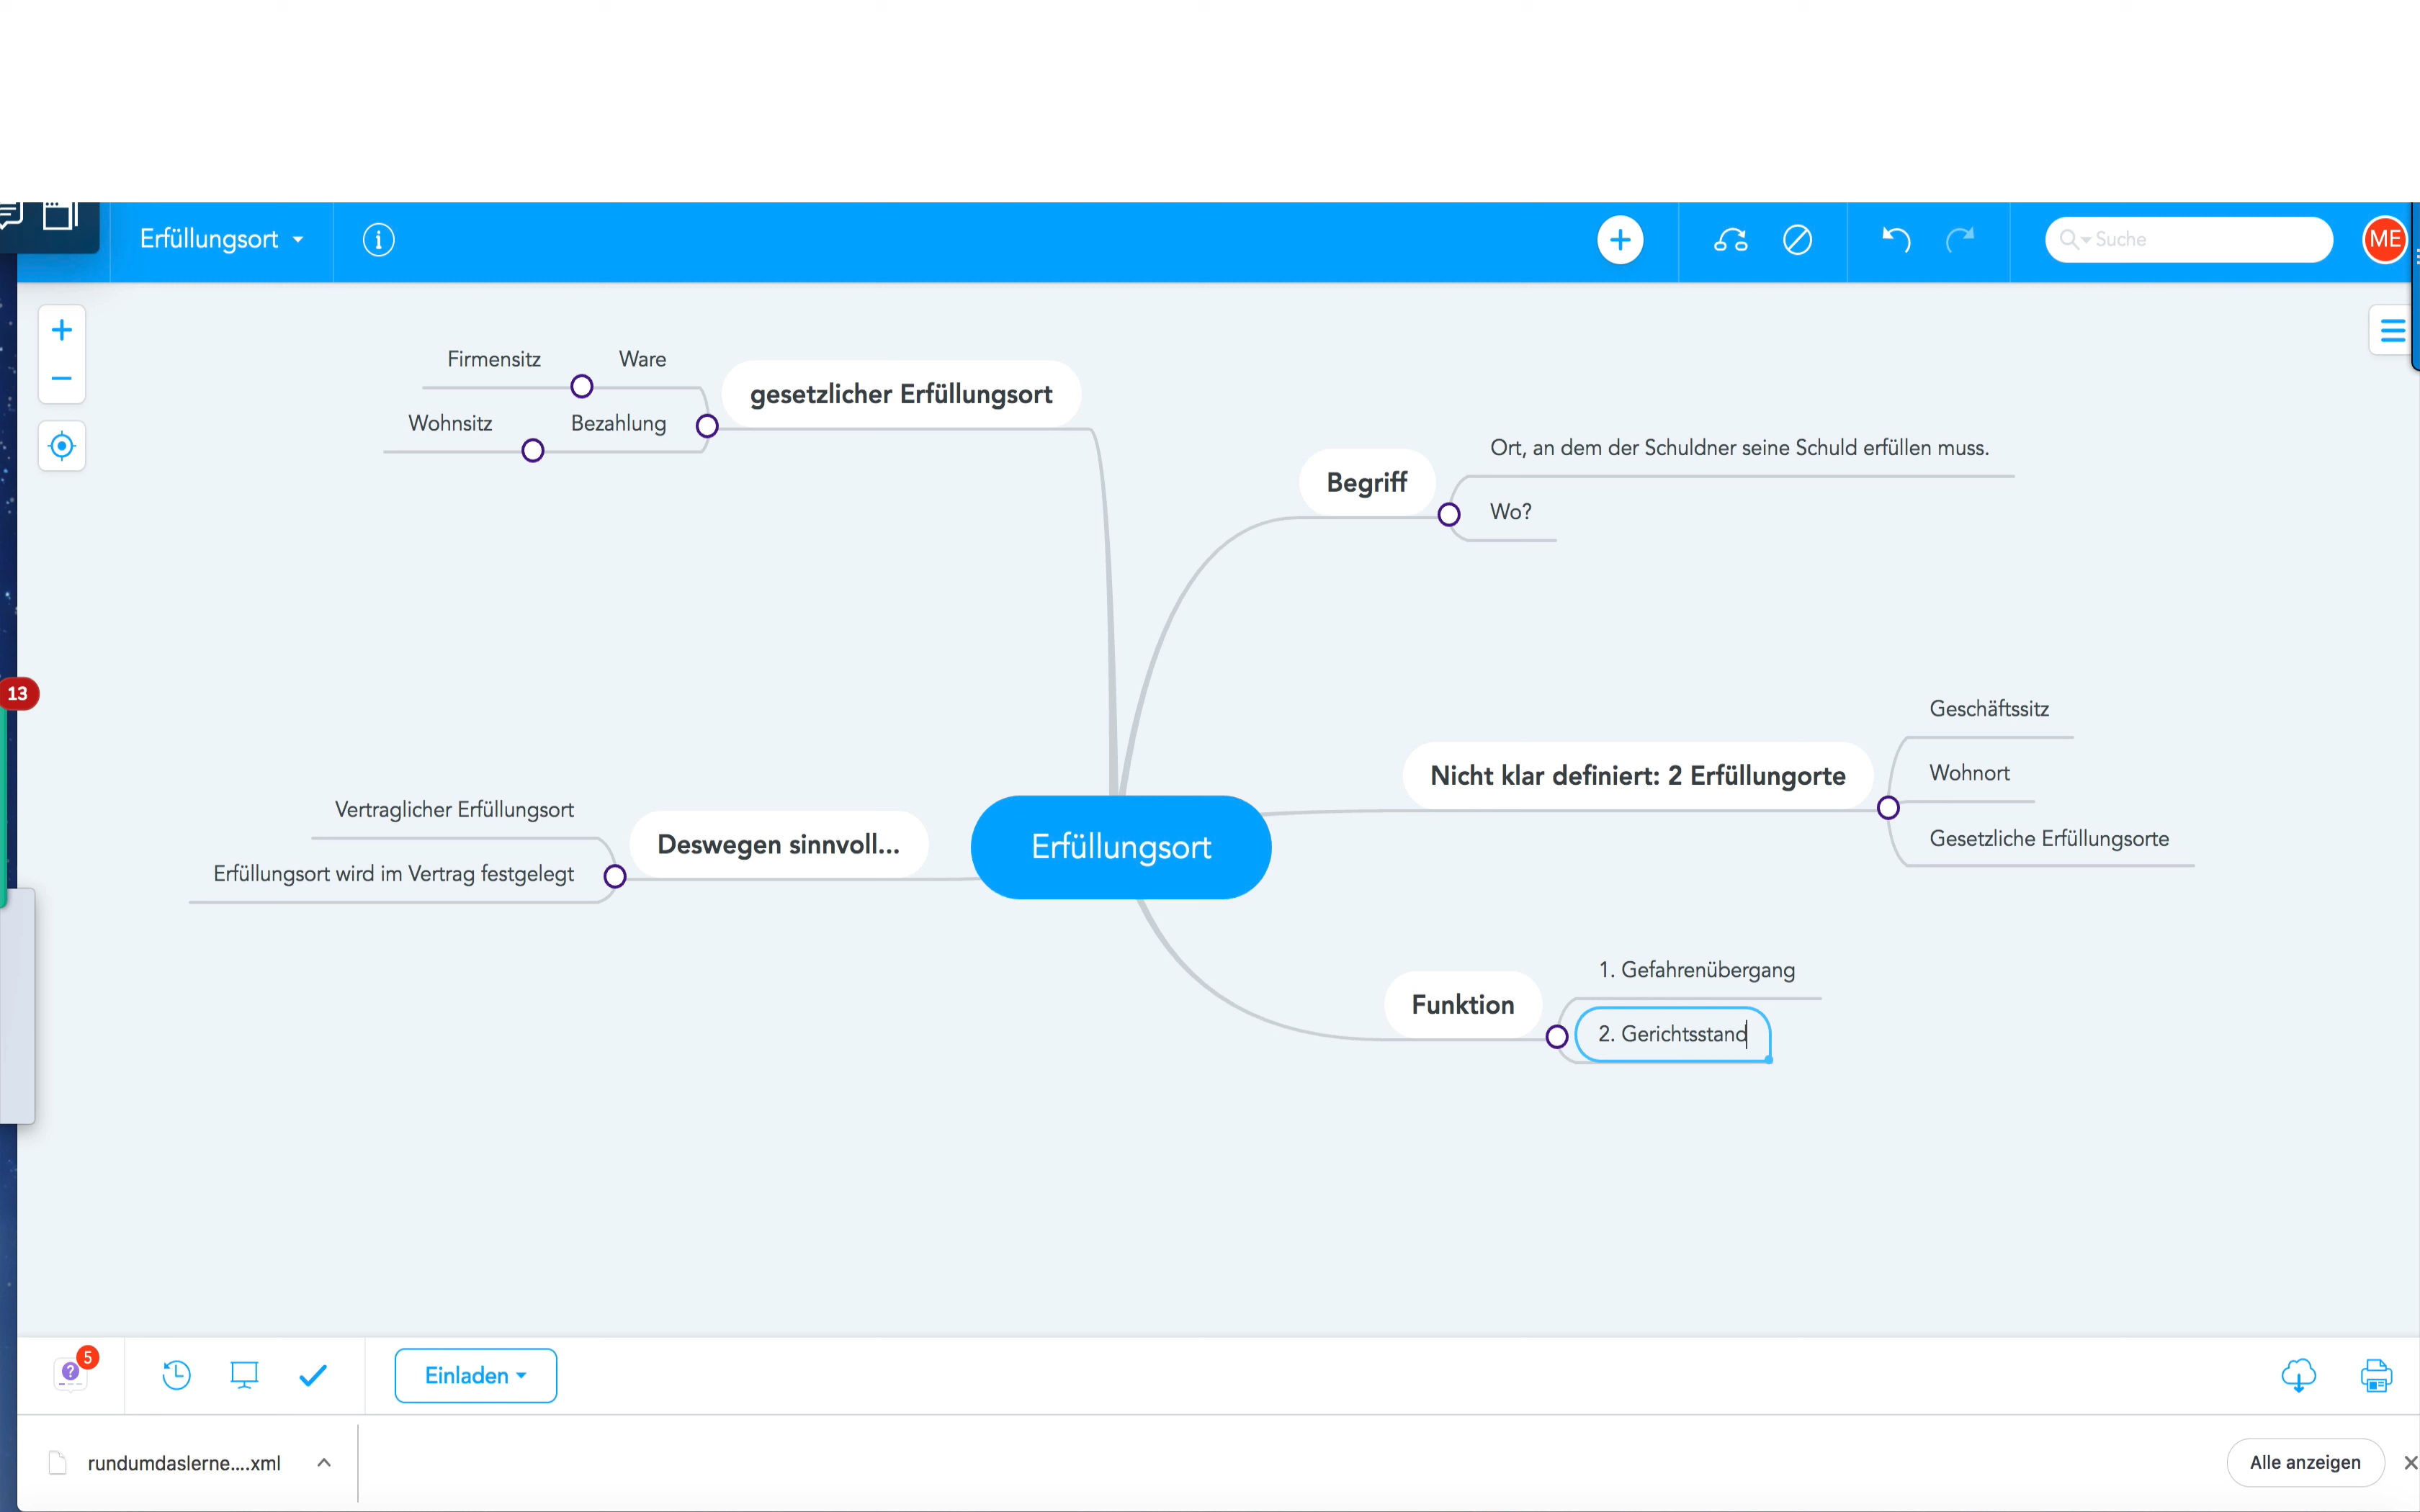 Erfüllungsort
Suche
ME
Firmensitz
Ware
gesetzlicher Erfüllungsort
Wohnsitz
Bezahlung
Ort, an dem der Schuldner seine Schuld erfüllen muss.
Begriff
Wo?
13
Geschäftssitz
Nicht klar definiert: 2 Erfüllungorte
Wohnort
Gesetzliche Erfüllungsorte
Vertraglicher Erfüllungsort
Deswegen sinnvoll...
Erfüllungsort
Erfüllungsort wird im Vertrag festgelegt
1. Gefahrenübergang
Funktion
2. Gerichtsstand
5
Einladen
rundumdaslerne....xml
Alle anzeigen